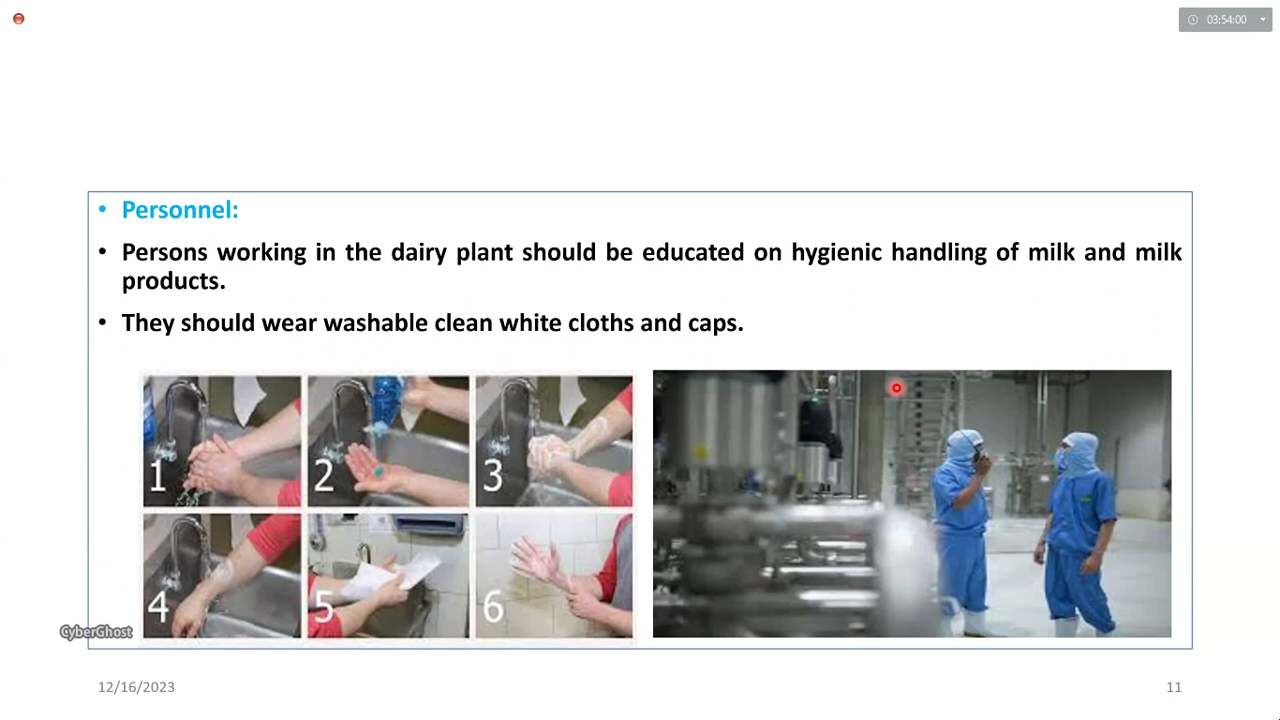 03:54:00
• Personnel:
• Persons working in the dairy plant should be educated on hygienic handling of milk and milk
products.
• They should wear washable clean white cloths and caps.
1 2 3
4 5 6
CyberGhost
12/16/2023 11